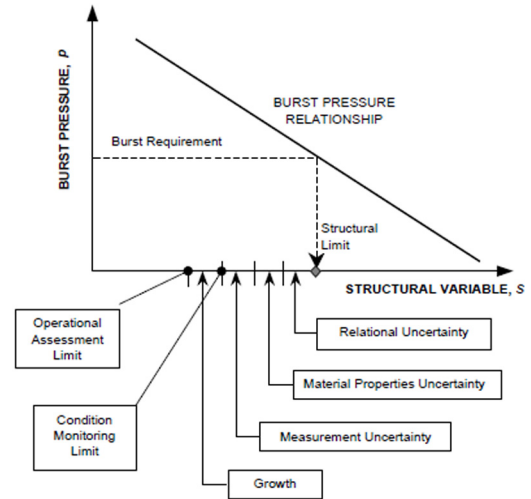 BURST PRESSURE, p
BURST PRESSURE
RELATIONSHIP
Burst Requirement
Structural
Limit
STRUCTURAL VARIABLE, S
Operational
Assessment
Limit
Relational Uncertainty
Material Properties Uncertainty
Condition
Monitoring
Limit
Measurement Uncertainty
Growth